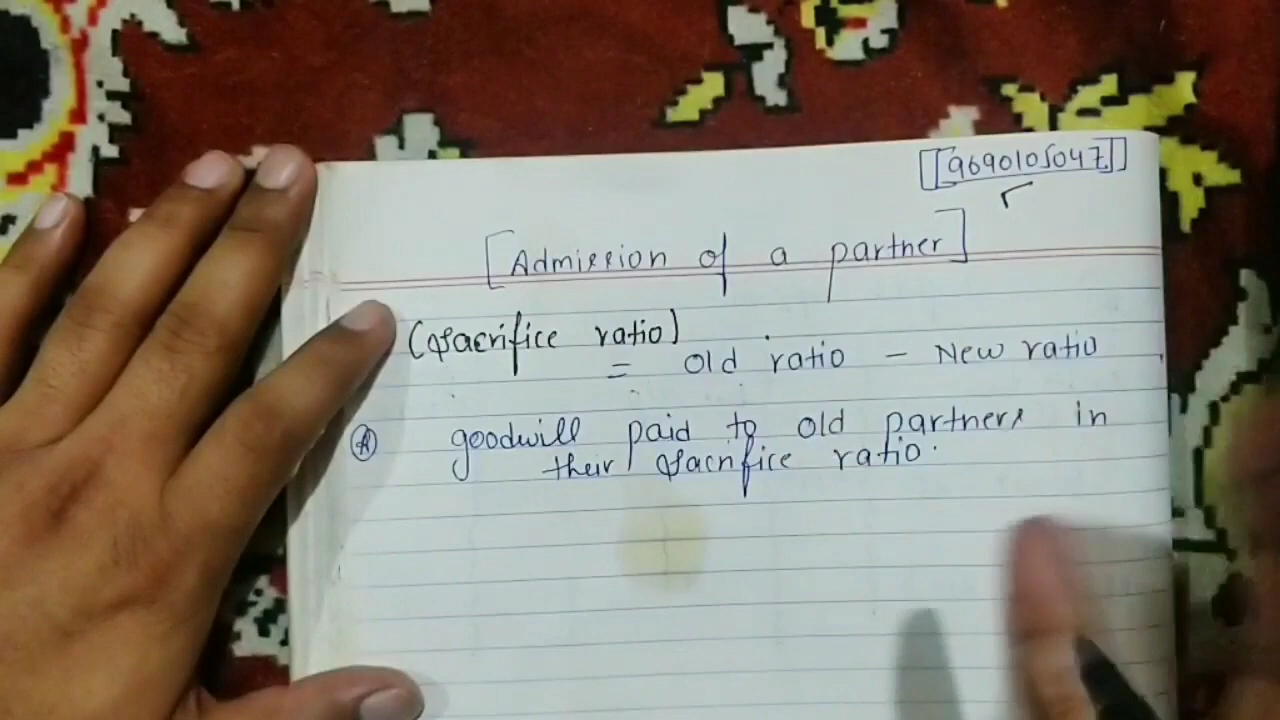 [[9690105047]]
[Admission of a partner]
(Sacrifice ratio)
= Old ratio - New ratio
(A) goodwill paid to old partners in
their sacrifice ratio.